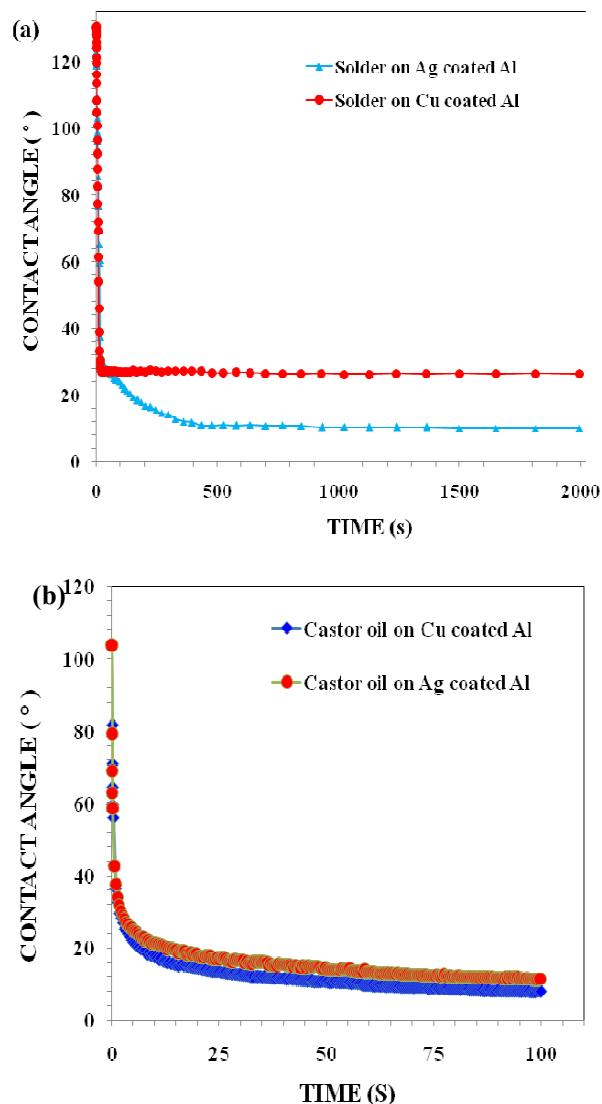 (a)
120
100
80
60
40
20
0
CONTACT ANGLE ( ° )
Solder on Ag coated Al
Solder on Cu coated Al
0 500 1000 1500 2000
TIME (s)
(b)
120
100
80
60
40
20
0
CONTACT ANGLE ( ° )
Castor oil on Cu coated Al
Castor oil on Ag coated Al
0 25 50 75 100
TIME (S)